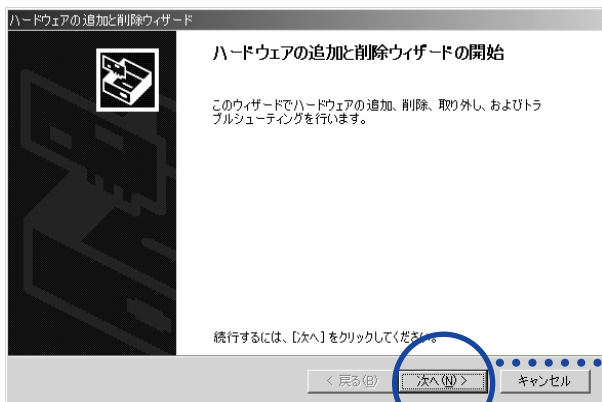 ハードウェアの追加と削除ウィザード
ハードウェアの追加と削除ウィザードの開始
このウィザードでハードウェアの追加、削除、取り外し、およびトラ
ブルシューティングを行います。
続行するには、[次へ] をクリックしてください。
< 戻る(B) 次へ(N) > キャンセル